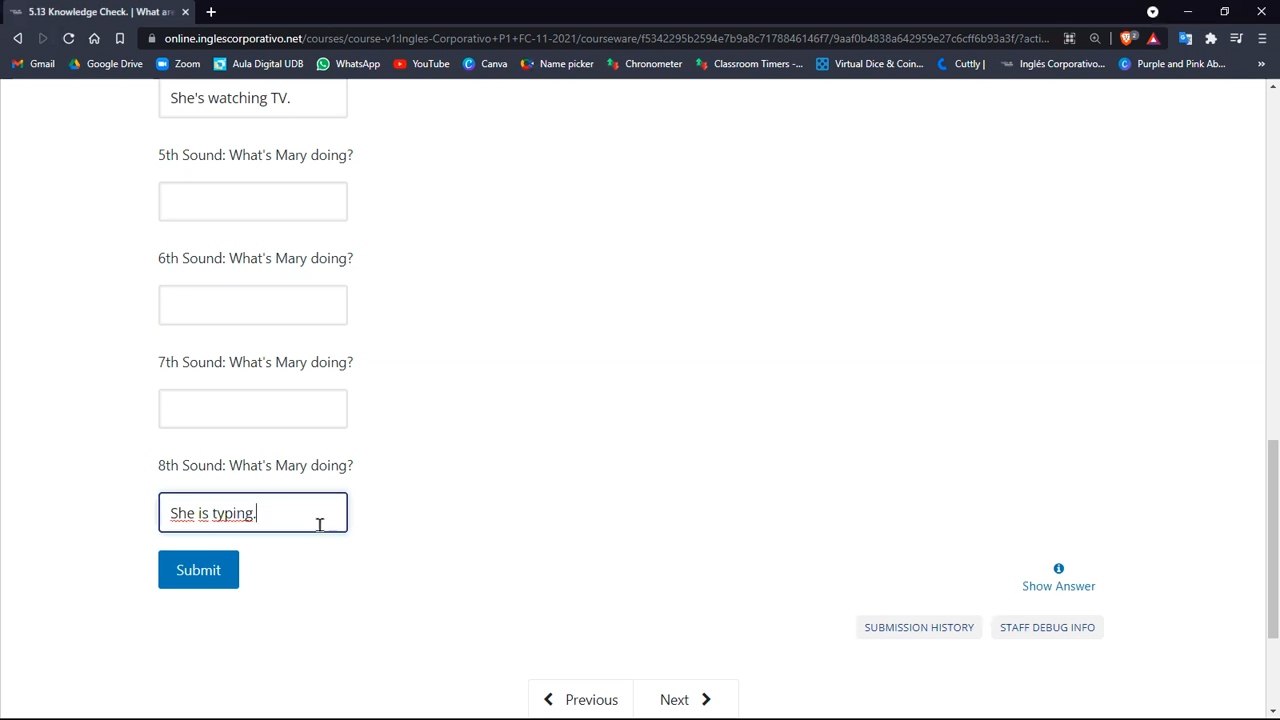 5.13 Knowledge Check. | What are
online.inglescorporativo.net/courses/course-v1:Ingles-Corporativo+P1+FC-11-2021/courseware/f5342295b2594e7b9a8c7178846146f7/9aaf0b4838a642959e27c6cff6b93a3f/?acti...
Gmail Google Drive Zoom Aula Digital UDB WhatsApp YouTube Canva Name picker Chronometer Classroom Timers -... Virtual Dice & Coin... Cuttly | Inglés Corporativo... Purple and Pink Ab... »
She's watching TV.
5th Sound: What's Mary doing?
6th Sound: What's Mary doing?
7th Sound: What's Mary doing?
8th Sound: What's Mary doing?
She is typing.
Submit
Show Answer
SUBMISSION HISTORY STAFF DEBUG INFO
Previous Next